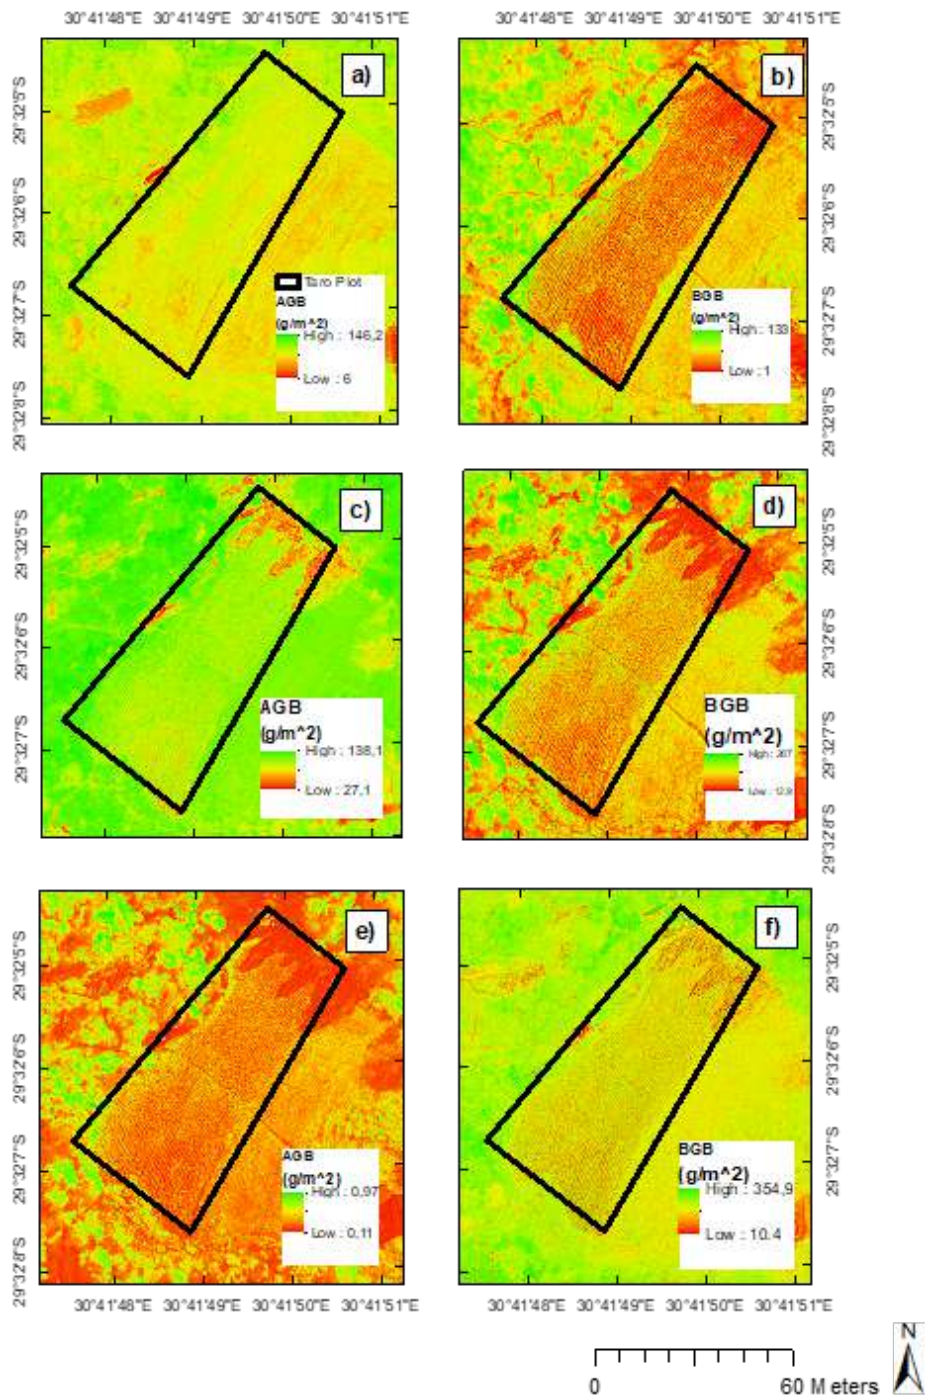 30°41'48"E 30°41'49"E 30°41'50"E 30°41'51"E 30°41'48"E 30°41'49"E 30°41'50"E 30°41'51"E
29°32'5"S
29°32'6"S
29°32'7"S
29°32'8"S
a)
Taro Plot
AGB
(g/m^2)
High : 146,2
Low : 6
b)
BGB
(g/m^2)
High : 133
Low : 1
29°32'5"S
29°32'6"S
29°32'7"S
29°32'8"S
29°32'5"S
29°32'6"S
29°32'7"S
c)
AGB
(g/m^2)
High : 138,1
Low : 27,1
d)
BGB
(g/m^2)
High :
Low :
29°32'5"S
29°32'6"S
29°32'7"S
29°32'8"S
29°32'5"S
29°32'6"S
29°32'7"S
29°32'8"S
e)
AGB
(g/m^2)
High : 0,97
Low : 0,11
f)
BGB
(g/m^2)
High : 354,9
Low : 10.4
29°32'5"S
29°32'6"S
29°32'7"S
30°41'48"E 30°41'49"E 30°41'50"E 30°41'51"E 30°41'48"E 30°41'49"E 30°41'50"E 30°41'51"E
N
0 60 Meters